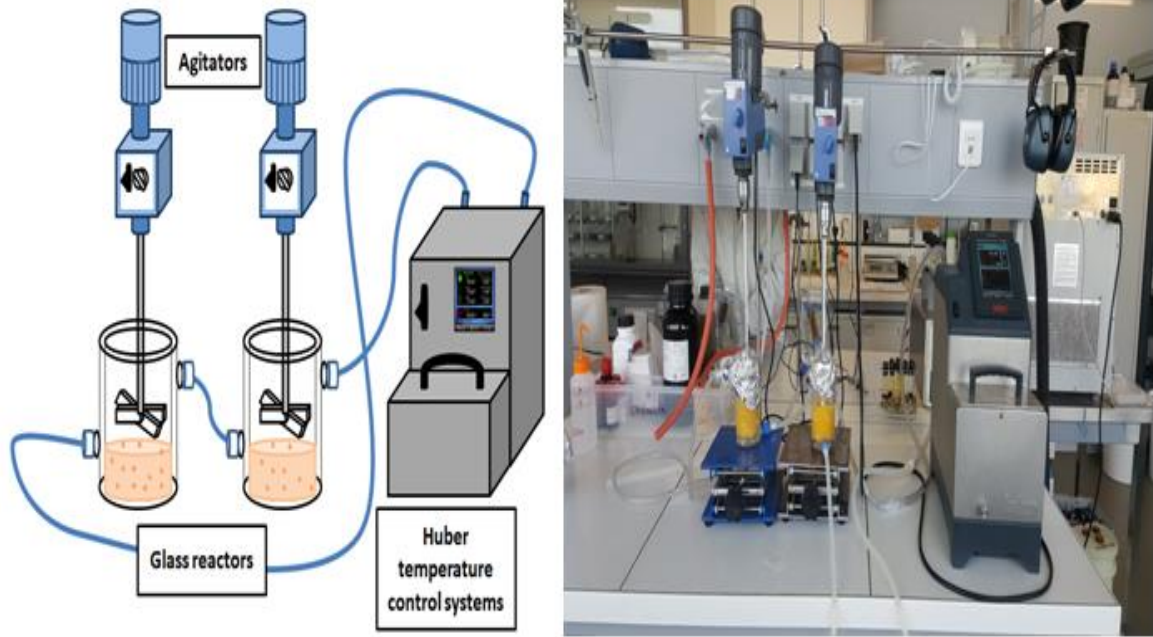 Agitators
Glass reactors
Huber
temperature
control systems